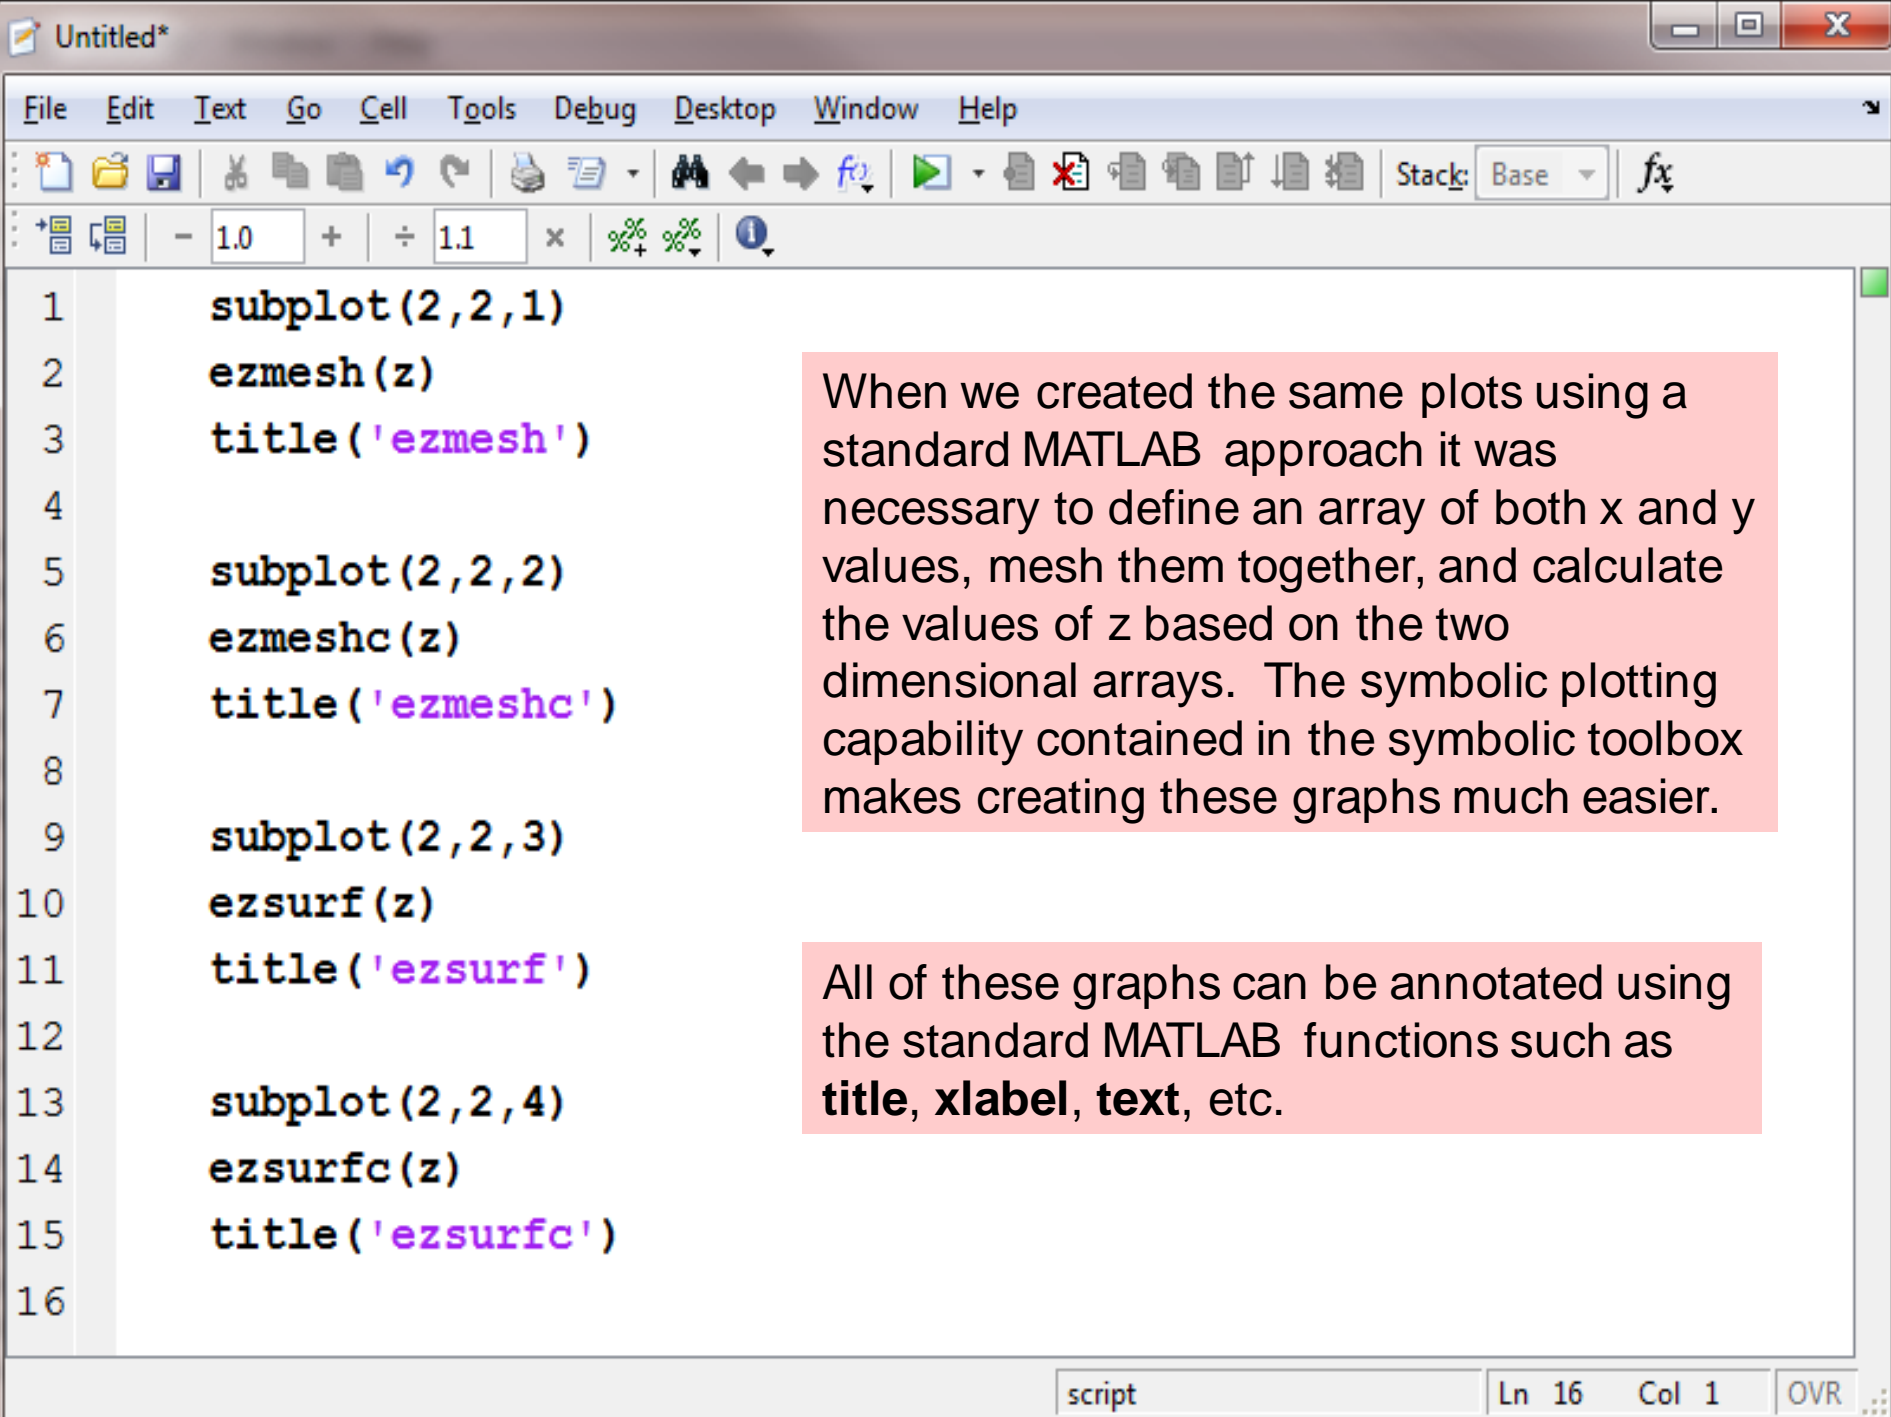 Untitled*
File Edit Text Go Cell Tools Debug Desktop Window Help
Stack: Base fx
- 1.0 + ÷ 1.1 ×
1 subplot(2,2,1)
2 ezmesh(z)
3 title('ezmesh')
4
5 subplot(2,2,2)
6 ezmeshc(z)
7 title('ezmeshc')
8
9 subplot(2,2,3)
10 ezsurf(z)
11 title('ezsurf')
12
13 subplot(2,2,4)
14 ezsurfc(z)
15 title('ezsurfc')
16
When we created the same plots using a
standard MATLAB approach it was
necessary to define an array of both x and y
values, mesh them together, and calculate
the values of z based on the two
dimensional arrays. The symbolic plotting
capability contained in the symbolic toolbox
makes creating these graphs much easier.
All of these graphs can be annotated using
the standard MATLAB functions such as
title, xlabel, text, etc.
script Ln 16 Col 1 OVR